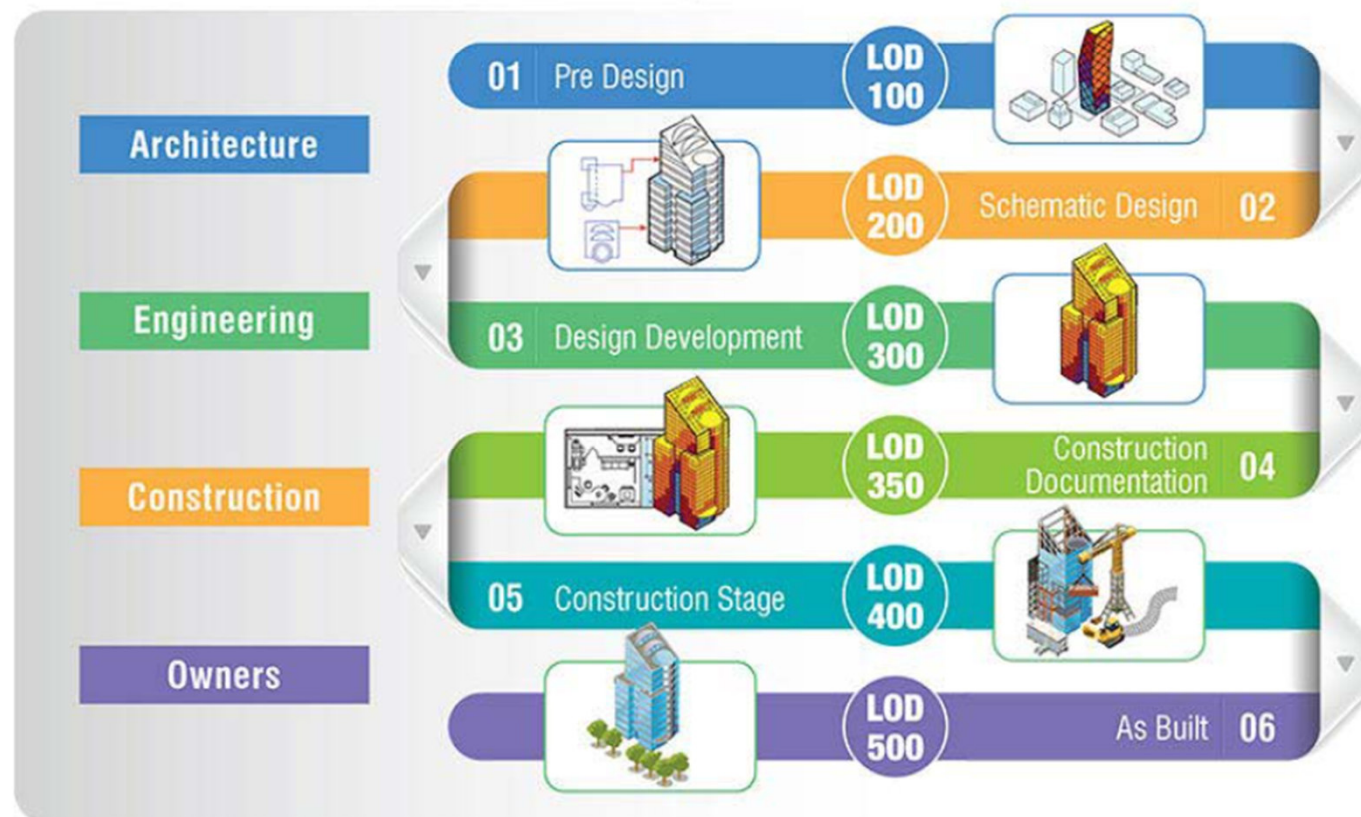 Architecture
Engineering
Construction
Owners
01 Pre Design
LOD
100
LOD
200
Schematic Design 02
03 Design Development
LOD
300
LOD
350
Construction
Documentation 04
05 Construction Stage
LOD
400
LOD
500
As Built 06